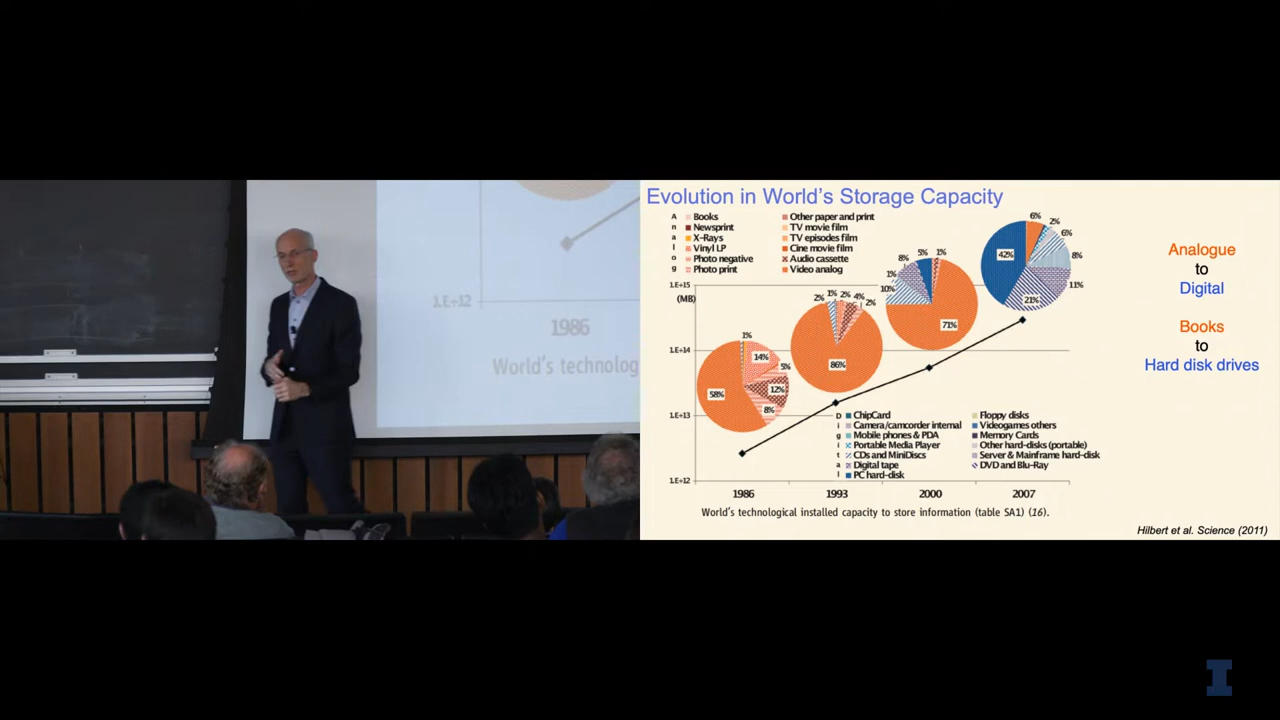 1.E+12
1986
World's technolog
Evolution in World's Storage Capacity
A Books
n Newsprint
a X-Rays
l Vinyl LP
o Photo negative
g Photo print
Other paper and print
TV movie film
TV episodes film
Cine movie film
Audio cassette
Video analog
1.E+15
(MB)
1.E+14
1.E+13
1.E+12
1%
14%
5%
58%
12%
8%
2%
1%
2%
4%
2%
86%
8%
5%
1%
1%
10%
71%
6%
2%
6%
42%
8%
11%
21%
D ChipCard
i Camera/camcorder internal
g Mobile phones & PDA
i Portable Media Player
t CDs and MiniDiscs
a Digital tape
l PC hard-disk
Floppy disks
Videogames others
Memory Cards
Other hard-disks (portable)
Server & Mainframe hard-disk
DVD and Blu-Ray
1986
1993
2000
2007
World's technological installed capacity to store information (table SA1) (16).
Analogue
to
Digital
Books
to
Hard disk drives
Hilbert et al. Science (2011)
I